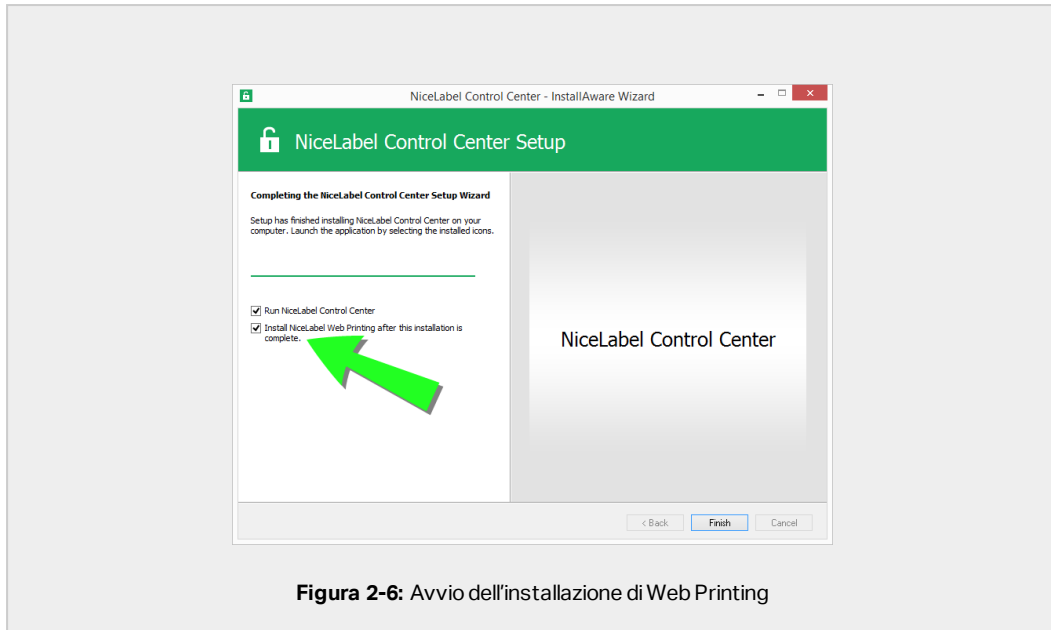 NiceLabel Control Center - InstallAware Wizard
NiceLabel Control Center Setup
Completing the NiceLabel Control Center Setup Wizard
Setup has finished installing NiceLabel Control Center on your
computer. Launch the application by selecting the installed icons.
Run NiceLabel Control Center
Install NiceLabel Web Printing after this installation is
complete.
NiceLabel Control Center
< Back
Finish
Cancel
Figura 2-6: Avvio dell'installazione di Web Printing